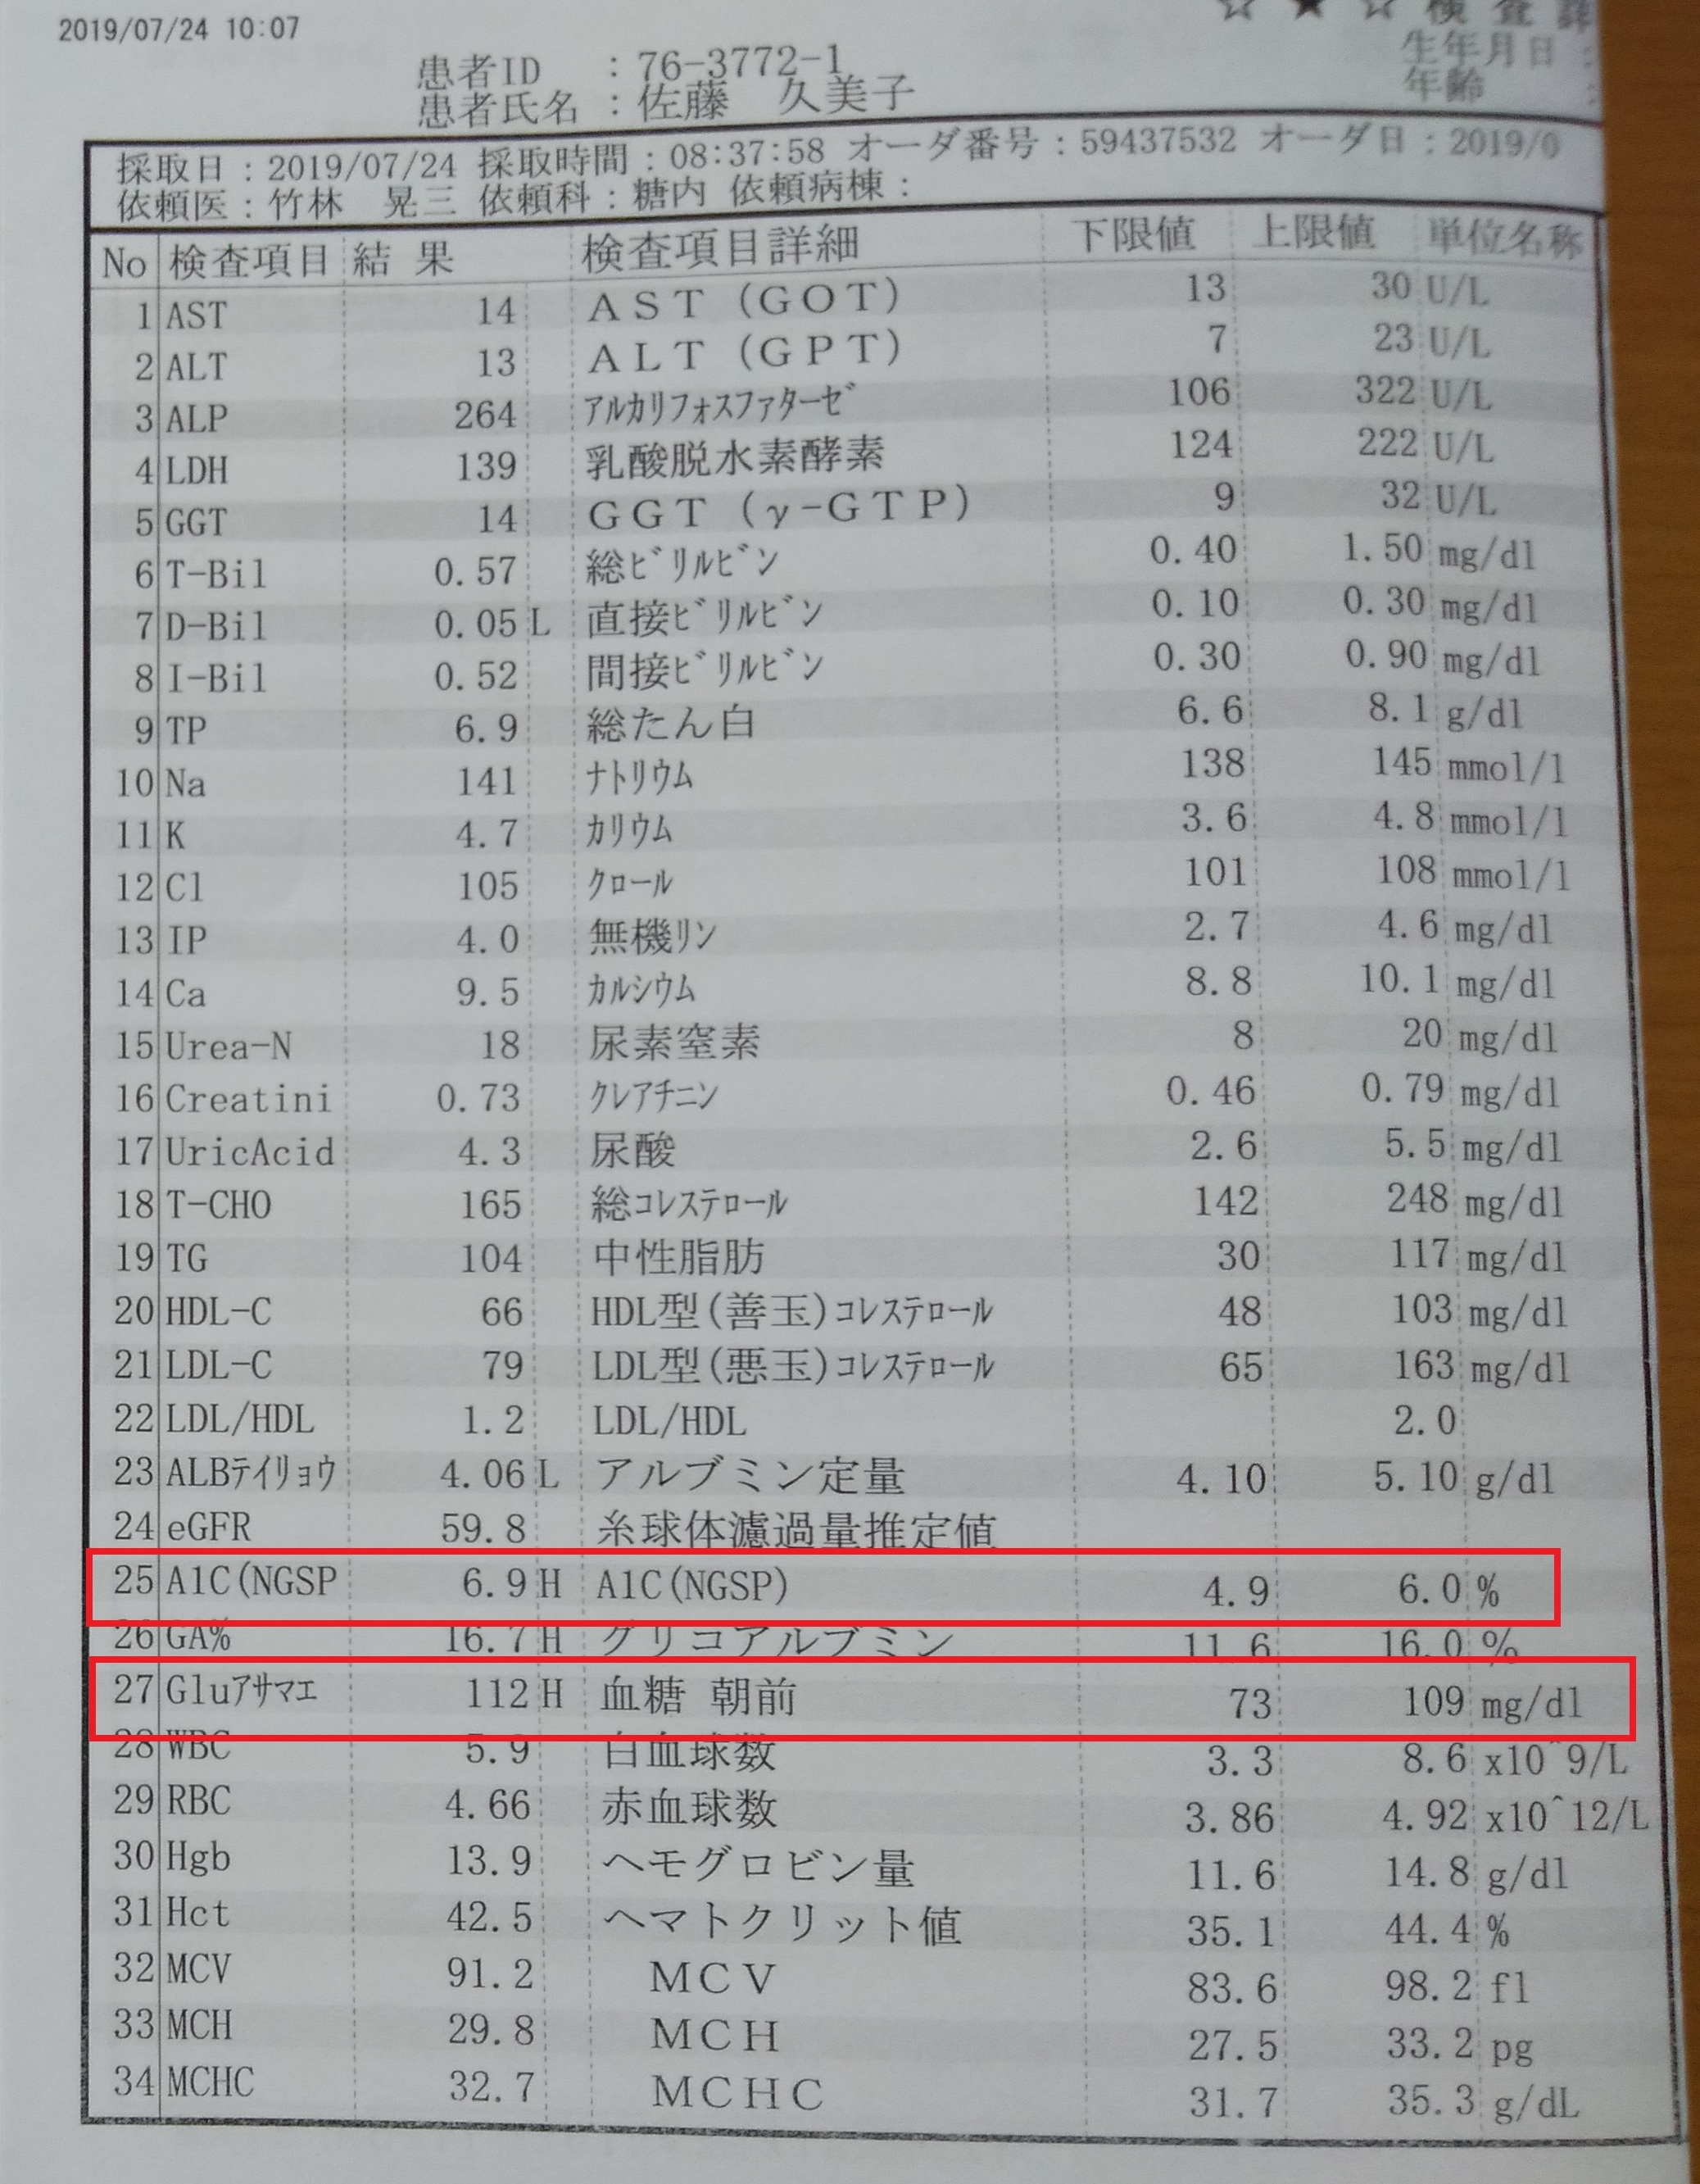 2019/07/24 10:07
☆ ★ ☆ 検 査 詳
患者ID : 76-3772-1
生年月日 :
患者氏名 : 佐藤 久美子
年齢 :
採取日 : 2019/07/24 採取時間 : 08:37:58 オーダ番号 : 59437532 オーダ日 : 2019/0
依頼医 : 竹林 晃三 依頼科 : 糖内 依頼病棟 :
No 検査項目 結 果 検査項目詳細 下限値 上限値 単位名称
1 AST 14 AST (GOT) 13 30 U/L
2 ALT 13 ALT (GPT) 7 23 U/L
3 ALP 264 ｱﾙｶﾘﾌｫｽﾌｧﾀｰｾﾞ 106 322 U/L
4 LDH 139 乳酸脱水素酵素 124 222 U/L
5 GGT 14 GGT (γ-GTP) 9 32 U/L
6 T-Bil 0.57 総ﾋﾞﾘﾙﾋﾞﾝ 0.40 1.50 mg/dl
7 D-Bil 0.05 L 直接ﾋﾞﾘﾙﾋﾞﾝ 0.10 0.30 mg/dl
8 I-Bil 0.52 間接ﾋﾞﾘﾙﾋﾞﾝ 0.30 0.90 mg/dl
9 TP 6.9 総たん白 6.6 8.1 g/dl
10 Na 141 ﾅﾄﾘｳﾑ 138 145 mmol/l
11 K 4.7 ｶﾘｳﾑ 3.6 4.8 mmol/l
12 Cl 105 ｸﾛｰﾙ 101 108 mmol/l
13 IP 4.0 無機ﾘﾝ 2.7 4.6 mg/dl
14 Ca 9.5 ｶﾙｼｳﾑ 8.8 10.1 mg/dl
15 Urea-N 18 尿素窒素 8 20 mg/dl
16 Creatini 0.73 ｸﾚｱﾁﾆﾝ 0.46 0.79 mg/dl
17 UricAcid 4.3 尿酸 2.6 5.5 mg/dl
18 T-CHO 165 総ｺﾚｽﾃﾛｰﾙ 142 248 mg/dl
19 TG 104 中性脂肪 30 117 mg/dl
20 HDL-C 66 HDL型(善玉)ｺﾚｽﾃﾛｰﾙ 48 103 mg/dl
21 LDL-C 79 LDL型(悪玉)ｺﾚｽﾃﾛｰﾙ 65 163 mg/dl
22 LDL/HDL 1.2 LDL/HDL 2.0
23 ALBﾃｲﾘｮｳ 4.06 L アルブミン定量 4.10 5.10 g/dl
24 eGFR 59.8 糸球体濾過量推定値
25 A1C(NGSP 6.9 H A1C(NGSP) 4.9 6.0 %
26 GA% 16.7 H グリコアルブミン 11.6 16.0 %
27 Gluｱｻﾏｴ 112 H 血糖 朝前 73 109 mg/dl
28 WBC 5.9 白血球数 3.3 8.6 x10^9/L
29 RBC 4.66 赤血球数 3.86 4.92 x10^12/L
30 Hgb 13.9 ヘモグロビン量 11.6 14.8 g/dl
31 Hct 42.5 ヘマトクリット値 35.1 44.4 %
32 MCV 91.2 MCV 83.6 98.2 fl
33 MCH 29.8 MCH 27.5 33.2 pg
34 MCHC 32.7 MCHC 31.7 35.3 g/dL